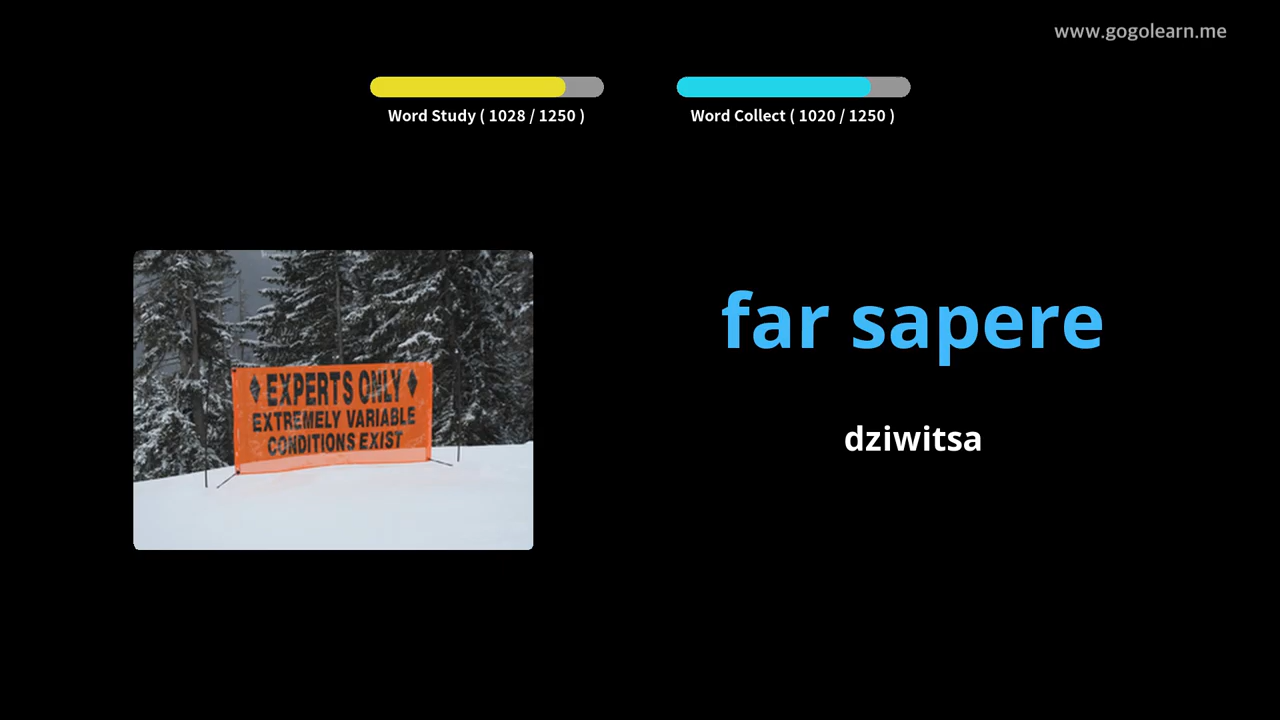 www.gogolearn.me
Word Study ( 1028 / 1250 )
Word Collect ( 1020 / 1250 )
EXPERTS ONLY
EXTREMELY VARIABLE
CONDITIONS EXIST
far sapere
dziwitsa